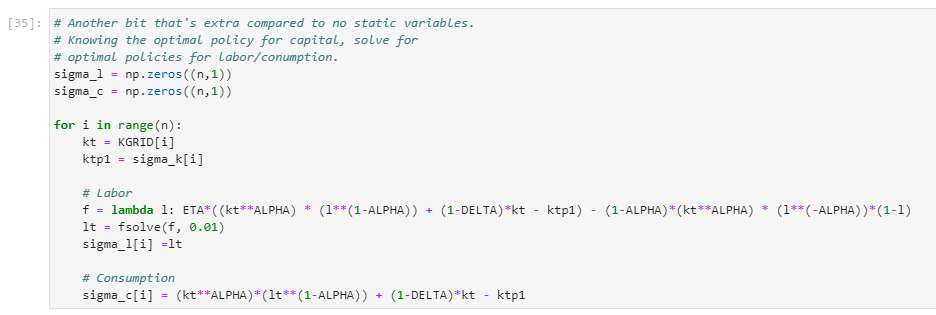 [35]: # Another bit that's extra compared to no static variables.
# Knowing the optimal policy for capital, solve for
# optimal policies for labor/conumption.
sigma_l = np.zeros((n,1))
sigma_c = np.zeros((n,1))

for i in range(n):
    kt = KGRID[i]
    ktp1 = sigma_k[i]

    # Labor
    f = lambda l: ETA*((kt**ALPHA) * (l**(1-ALPHA)) + (1-DELTA)*kt - ktp1) - (1-ALPHA)*(kt**ALPHA) * (l**(-ALPHA))*(1-l)
    lt = fsolve(f, 0.01)
    sigma_l[i] =lt

    # Consumption
    sigma_c[i] = (kt**ALPHA)*(lt**(1-ALPHA)) + (1-DELTA)*kt - ktp1